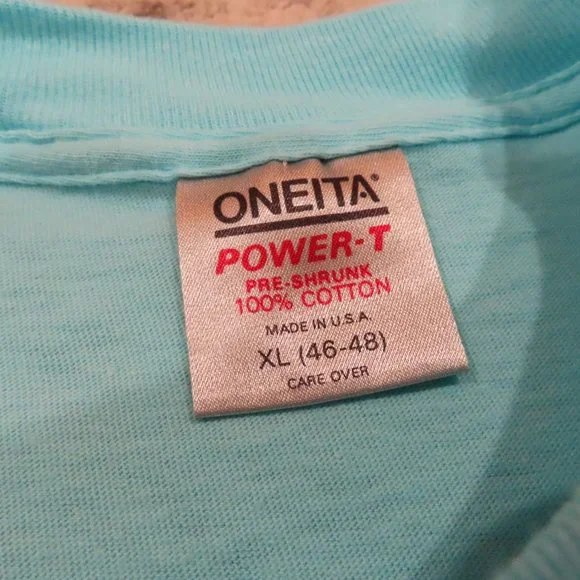 ONEITA®
POWER-T
PRE-SHRUNK
100% COTTON
MADE IN U.S.A.
XL (46-48)
CARE OVER